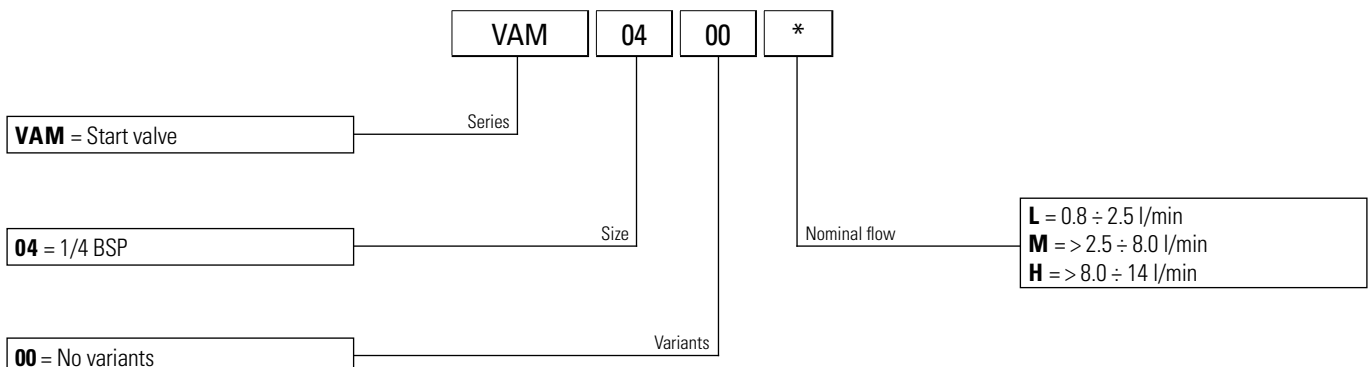 VAM 04 00 *
Series
VAM = Start valve
Size
04 = 1/4 BSP
Nominal flow
L = 0.8 ÷ 2.5 l/min
M = > 2.5 ÷ 8.0 l/min
H = > 8.0 ÷ 14 l/min
Variants
00 = No variants